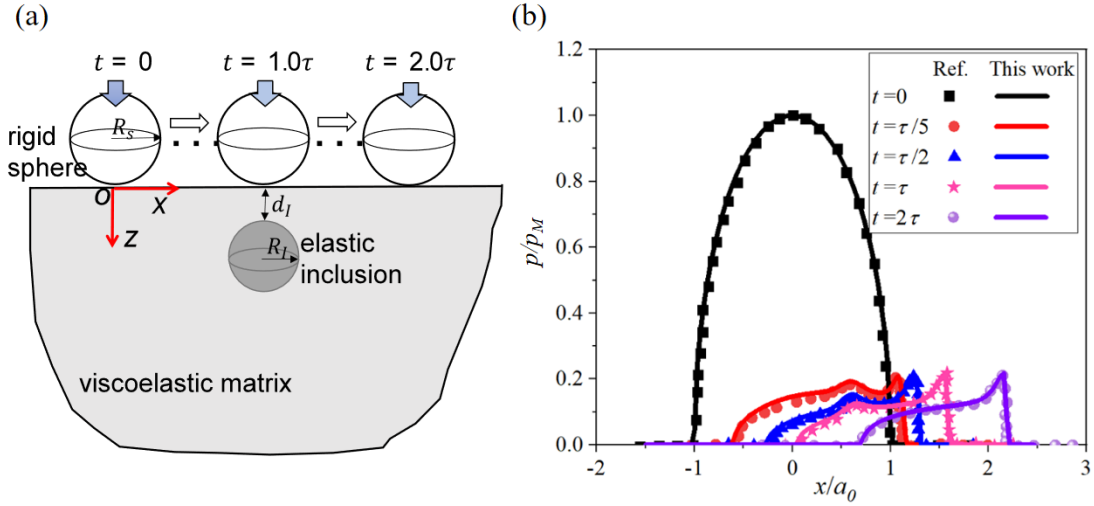 (a)
t = 0
t = 1.0τ
t = 2.0τ
R_s
rigid
sphere
...
...
o
x
z
d_I
R_I
elastic
inclusion
viscoelastic matrix
(b)
1.2
1.0
0.8
0.6
0.4
0.2
0.0
p/p_M
Ref. This work
t=0
t=τ/5
t=τ/2
t=τ
t=2τ
-2 -1 0 1 2 3
x/a_0